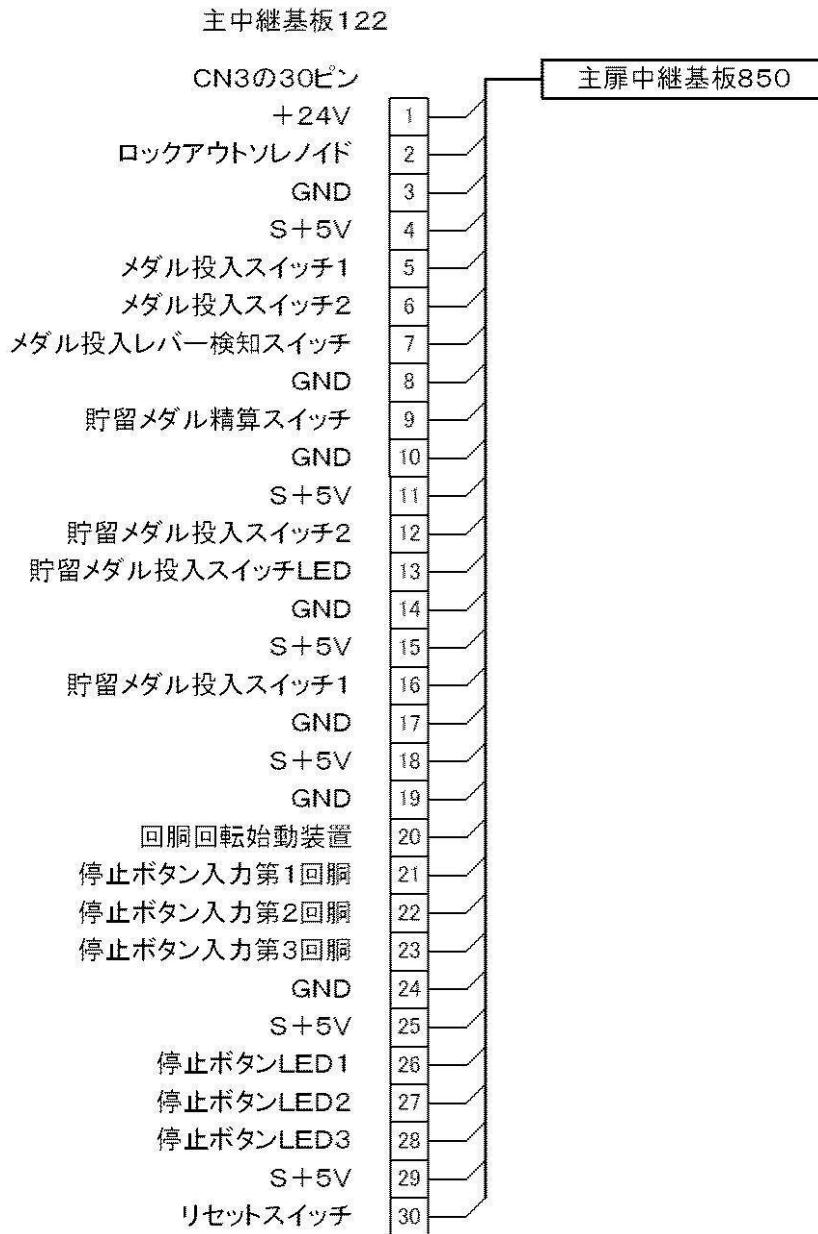 主中継基板122
CN3の30ピン
主扉中継基板850
+24V 1
ロックアウトソレノイド 2
GND 3
S+5V 4
メダル投入スイッチ1 5
メダル投入スイッチ2 6
メダル投入レバー検知スイッチ 7
GND 8
貯留メダル精算スイッチ 9
GND 10
S+5V 11
貯留メダル投入スイッチ2 12
貯留メダル投入スイッチLED 13
GND 14
S+5V 15
貯留メダル投入スイッチ1 16
GND 17
S+5V 18
GND 19
回胴回転始動装置 20
停止ボタン入力第1回胴 21
停止ボタン入力第2回胴 22
停止ボタン入力第3回胴 23
GND 24
S+5V 25
停止ボタンLED1 26
停止ボタンLED2 27
停止ボタンLED3 28
S+5V 29
リセットスイッチ 30